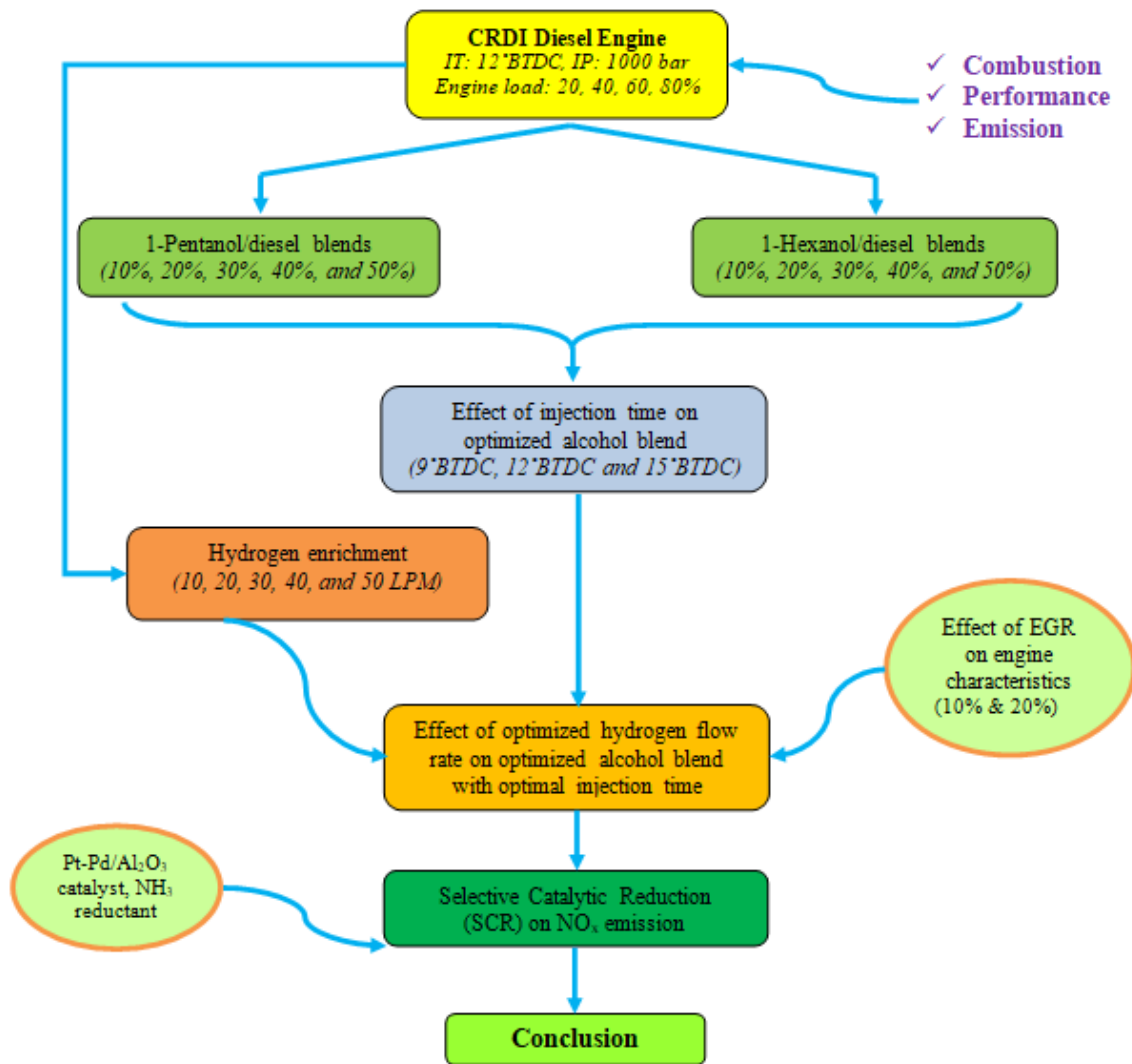 CRDI Diesel Engine
IT: 12˚BTDC, IP: 1000 bar
Engine load: 20, 40, 60, 80%
✓ Combustion
✓ Performance
✓ Emission
1-Pentanol/diesel blends
(10%, 20%, 30%, 40%, and 50%)
1-Hexanol/diesel blends
(10%, 20%, 30%, 40%, and 50%)
Effect of injection time on
optimized alcohol blend
(9˚BTDC, 12˚BTDC and 15˚BTDC)
Hydrogen enrichment
(10, 20, 30, 40, and 50 LPM)
Effect of EGR
on engine
characteristics
(10% & 20%)
Effect of optimized hydrogen flow
rate on optimized alcohol blend
with optimal injection time
Pt-Pd/Al₂O₃
catalyst, NH₃
reductant
Selective Catalytic Reduction
(SCR) on NOₓ emission
Conclusion